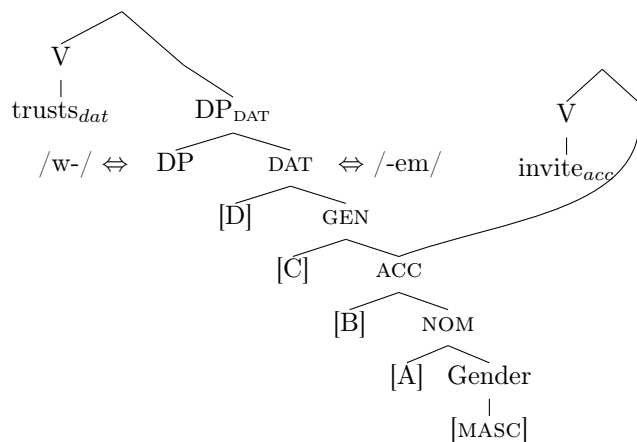 V
trusts_dat DP_DAT V
/w-/ ⇔ DP DAT ⇔ /-em/ invite_acc
[D] GEN
[C] ACC
[B] NOM
[A] Gender
[MASC]